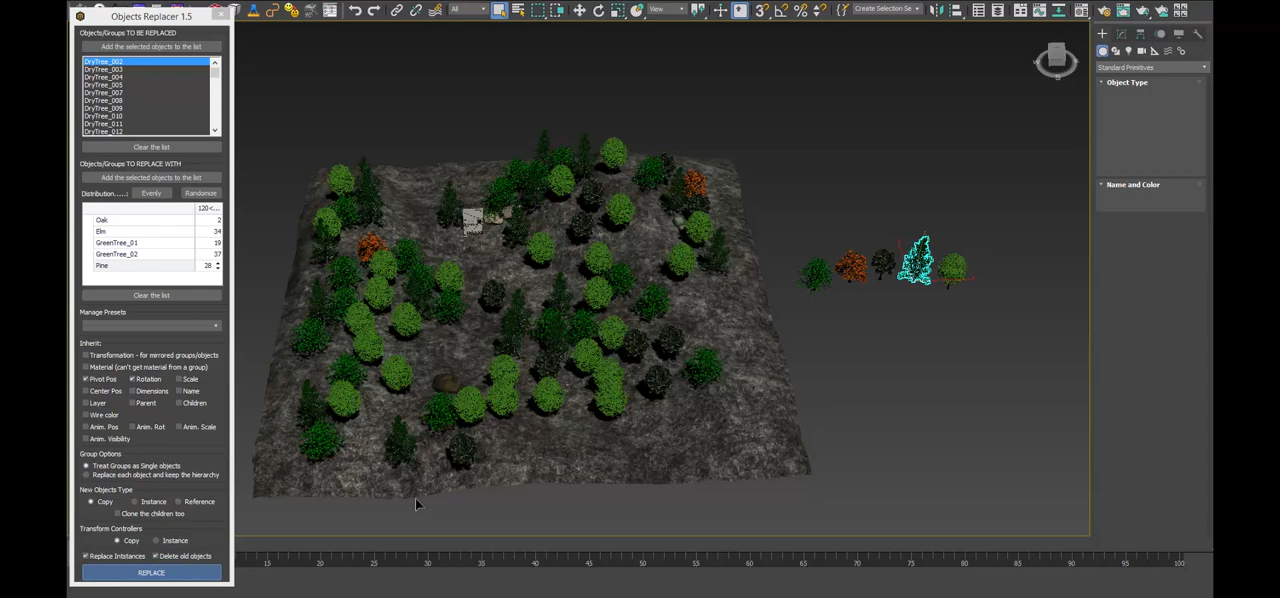 Objects Replacer 1.5
Objects/Groups TO BE REPLACED
Add the selected objects to the list
DryTree_002
DryTree_003
DryTree_004
DryTree_005
DryTree_007
DryTree_008
DryTree_009
DryTree_010
DryTree_011
DryTree_012
Clear the list
Objects/Groups TO REPLACE WITH
Add the selected objects to the list
Distribution.....: Evenly Randomize
120<...
Oak 2
Elm 34
GreenTree_01 19
GreenTree_02 37
Pine 28
Clear the list
Manage Presets
Inherit:
Transformation - for mirrored groups/objects
Material (can't get material from a group)
Pivot Pos Rotation Scale
Center Pos Dimensions Name
Layer Parent Children
Wire color
Anim. Pos Anim. Rot Anim. Scale
Anim. Visibility
Group Options
Treat Groups as Single objects
Replace each object and keep the hierarchy
New Objects Type
Copy Instance Reference
Clone the children too
Transform Controllers
Copy Instance
Replace Intstances Delete old objects
REPLACE
All View Create Selection Se
Standard Primitives
Object Type
Name and Color
15 20 25 30 35 40 45 50 55 60 65 70 75 80 85 90 95 100